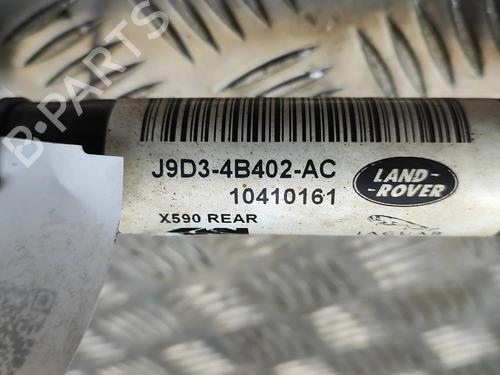 B-PARTS
J9D3-4B402-AC
10410161
X590 REAR
LAND-
-ROVER
JAGUAR